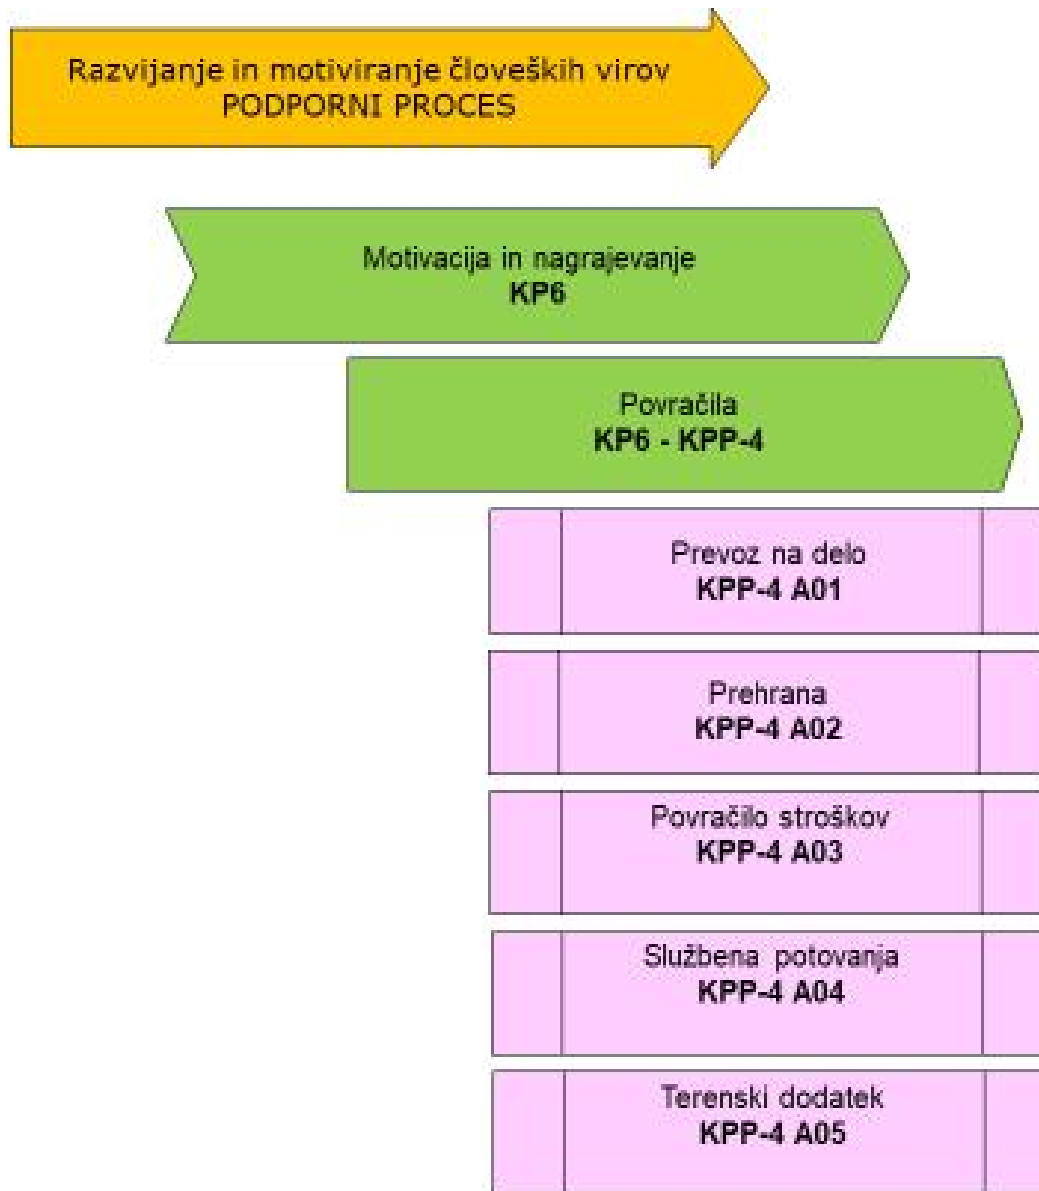 Razvijanje in motiviranje človeških virov
PODPORNI PROCES
Motivacija in nagrajevanje
KP6
Povračila
KP6 - KPP-4
Prevoz na delo
KPP-4 A01
Prehrana
KPP-4 A02
Povračilo stroškov
KPP-4 A03
Službena potovanja
KPP-4 A04
Terenski dodatek
KPP-4 A05